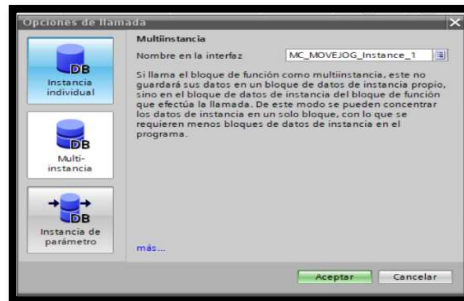 Opciones de llamada
DB
Instancia
individual
DB
Multi-
instancia
DB
Instancia de
parámetro
Multiinstancia
Nombre en la interfaz
MC_MOVEJOG_Instance_1
Si llama el bloque de función como multiinstancia, este no
guardará sus datos en un bloque de datos de instancia propio,
sino en el bloque de datos de instancia del bloque de función
que efectúa la llamada. De este modo se pueden concentrar
los datos de instancia en un solo bloque, con lo que se
requieren menos bloques de datos de instancia en el
programa.
más...
Aceptar
Cancelar